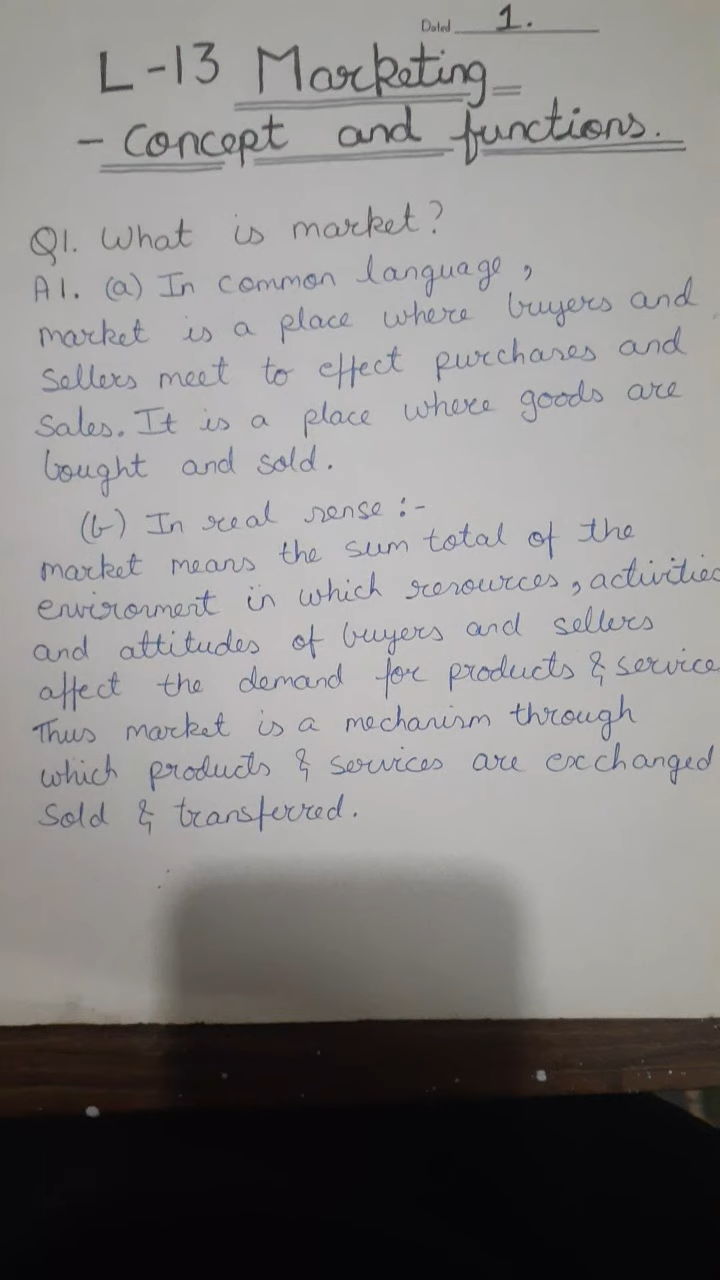 Dated 1.
L-13 Marketing
- Concept and functions.
Q1. What is market?
A1. (a) In common language,
market is a place where buyers and
sellers meet to effect purchases and
sales. It is a place where goods are
bought and sold.
(b) In real sense :-
market means the sum total of the
environment in which resources, activities
and attitudes of buyers and sellers
affect the demand for products & service
Thus market is a mechanism through
which products & services are exchanged
sold & transferred.